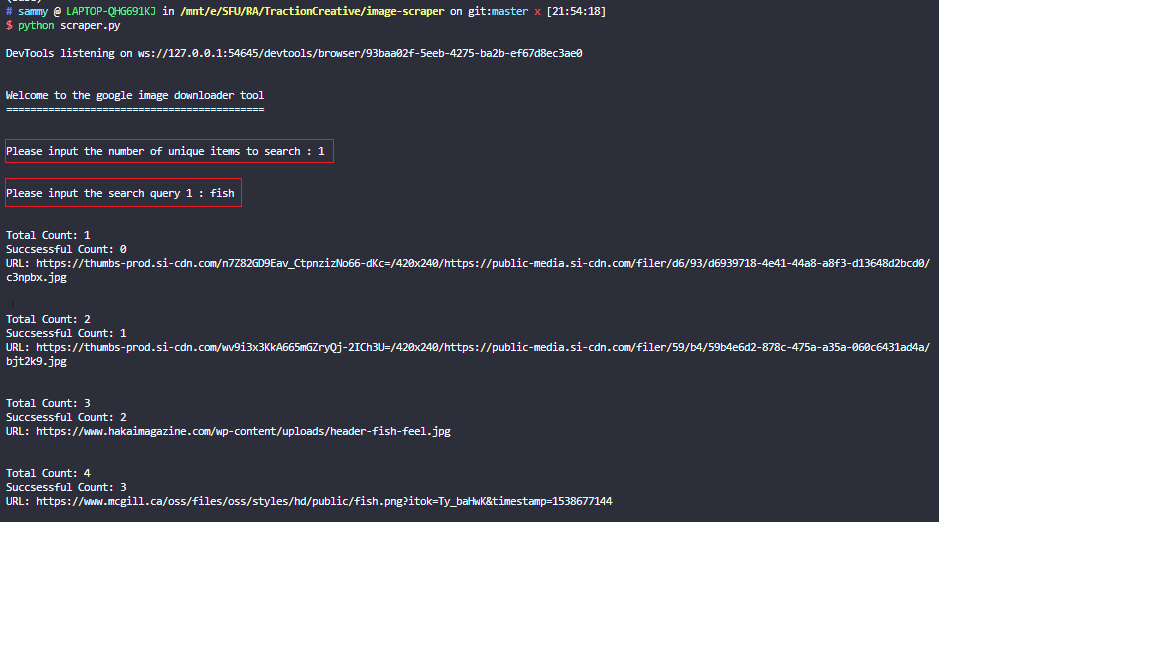 # sammy @ LAPTOP-QHG691KJ in /mnt/e/SFU/RA/TractionCreative/image-scraper on git:master x [21:54:18]
$ python scraper.py
DevTools listening on ws://127.0.0.1:54645/devtools/browser/93baa02f-5eeb-4275-ba2b-ef67d8ec3ae0
Welcome to the google image downloader tool
===========================================
Please input the number of unique items to search : 1
Please input the search query 1 : fish
Total Count: 1
Succsessful Count: 0
URL: https://thumbs-prod.si-cdn.com/n7Z82GD9Eav_CtpnzizNo66-dKc=/420x240/https://public-media.si-cdn.com/filer/d6/93/d6939718-4e41-44a8-a8f3-d13648d2bcd0/
c3npbx.jpg
Total Count: 2
Succsessful Count: 1
URL: https://thumbs-prod.si-cdn.com/wv9i3x3KkA665mGZryQj-2ICh3U=/420x240/https://public-media.si-cdn.com/filer/59/b4/59b4e6d2-878c-475a-a35a-060c6431ad4a/
bjt2k9.jpg
Total Count: 3
Succsessful Count: 2
URL: https://www.hakaimagazine.com/wp-content/uploads/header-fish-feel.jpg
Total Count: 4
Succsessful Count: 3
URL: https://www.mcgill.ca/oss/files/oss/styles/hd/public/fish.png?itok=Ty_baHwK&timestamp=1538677144